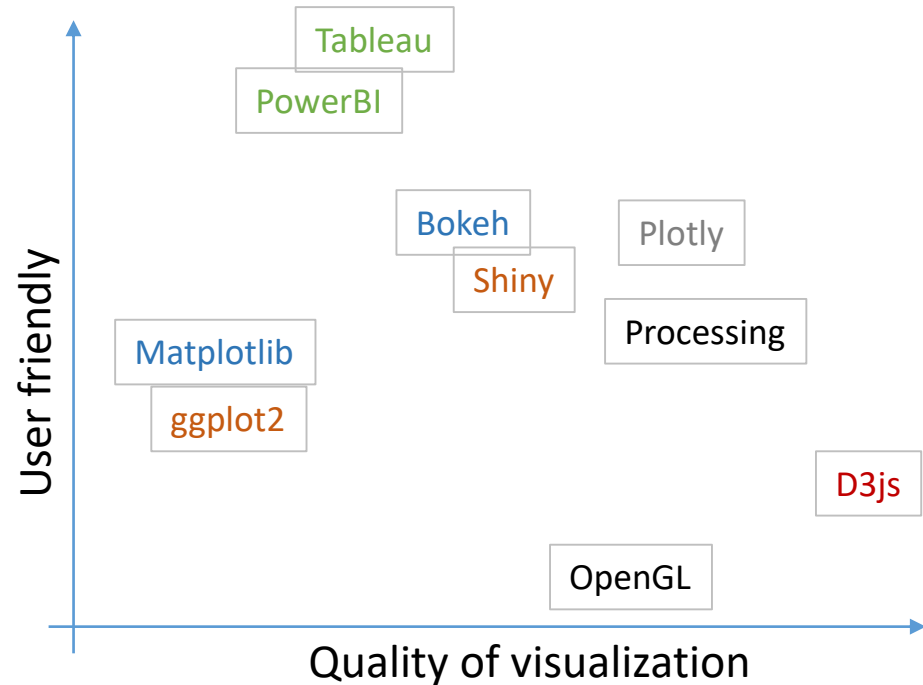 Tableau
PowerBI
Bokeh
Plotly
Shiny
Processing
Matplotlib
ggplot2
D3js
OpenGL
User friendly
Quality of visualization